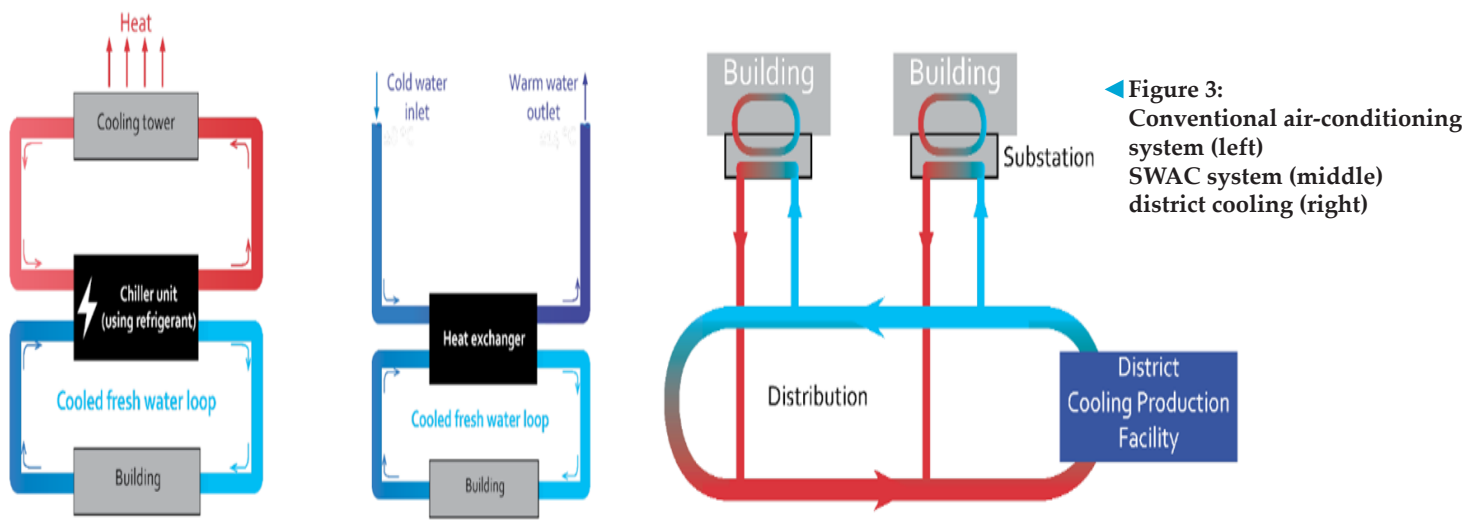 Heat
Cooling tower
Chiller unit
(using refrigerant)
Cooled fresh water loop
Building
Cold water
inlet
Warm water
outlet
Heat exchanger
Cooled fresh water loop
Building
Building
Building
Substation
Distribution
District
Cooling Production
Facility
Figure 3:
Conventional air-conditioning
system (left)
SWAC system (middle)
district cooling (right)